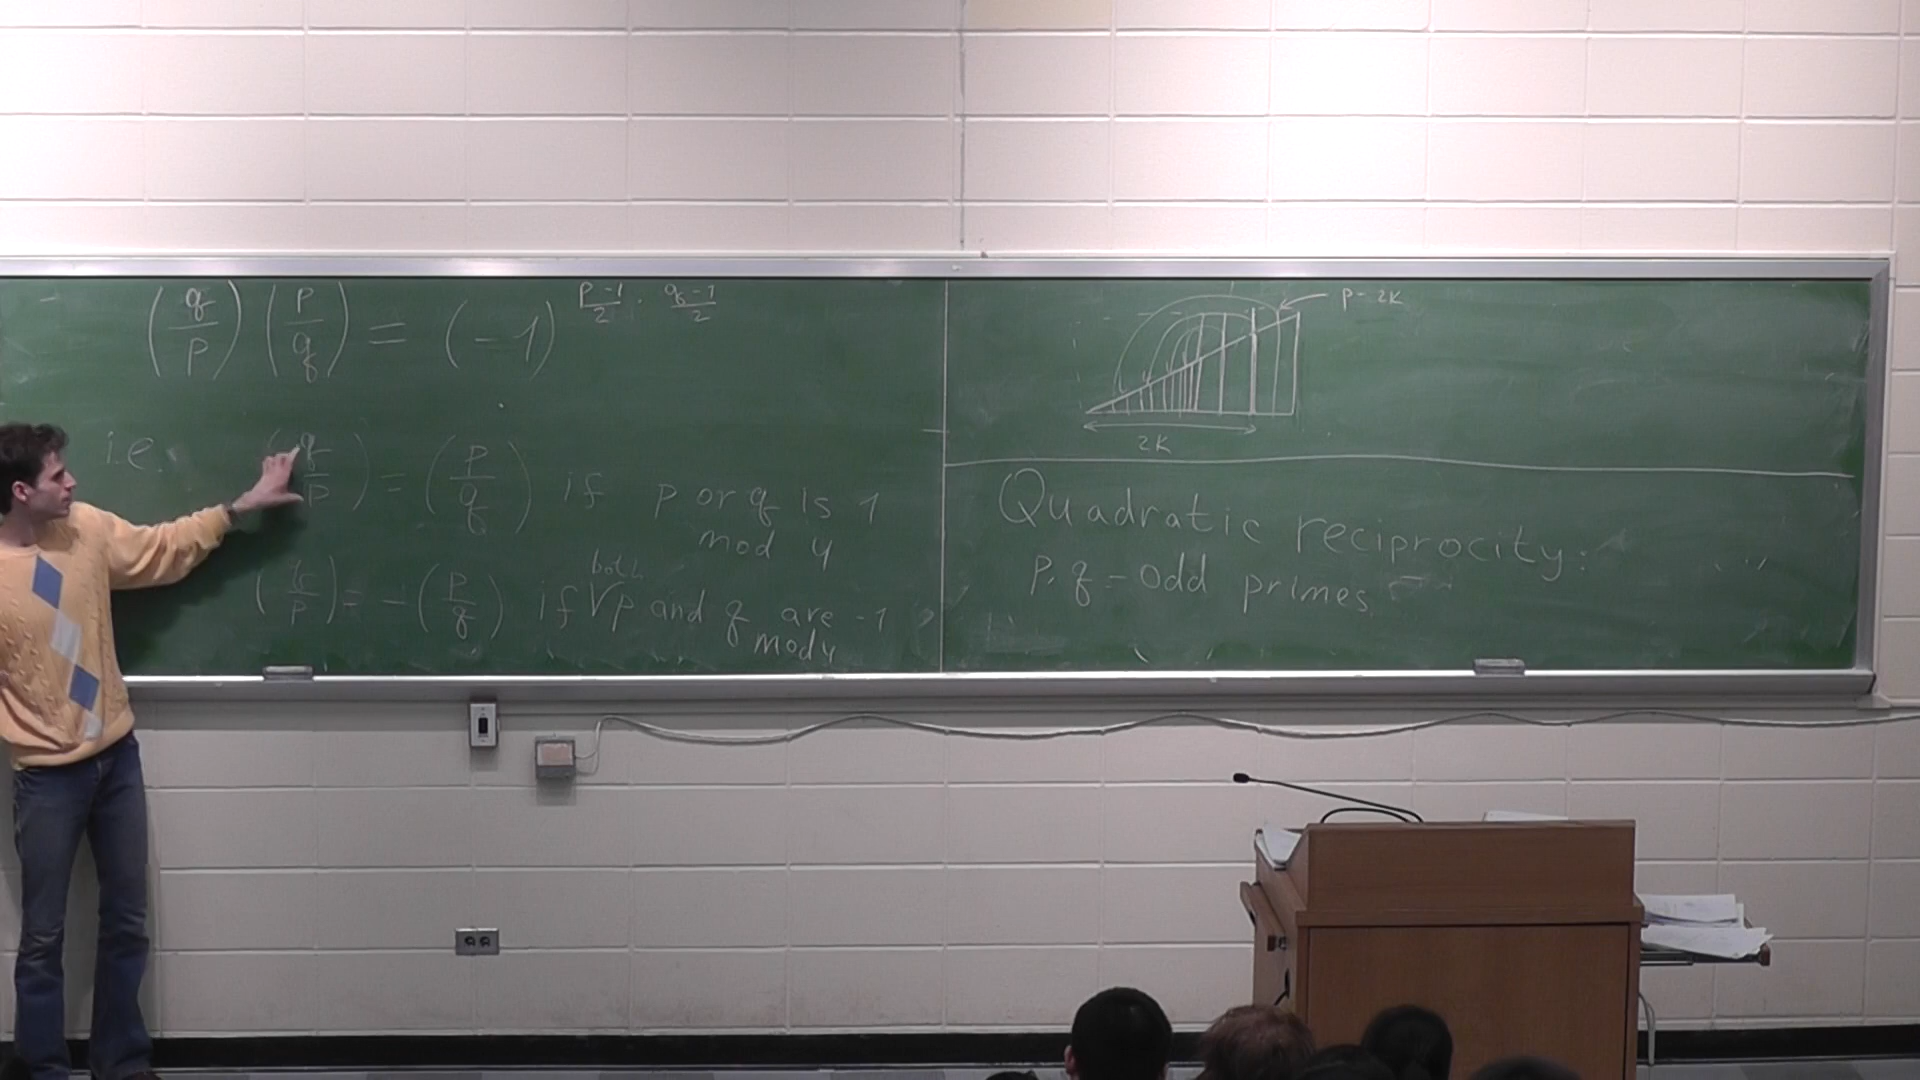 (q/p) (p/q) = (-1)^(p-1)/2 · (q-1)/2
i.e. (q/p) = (p/q) if p or q is 1
mod 4
both
(q/p) = -(p/q) if √p and q are -1
mod 4
p-2k
2k
Quadratic reciprocity:
p, q - odd primes